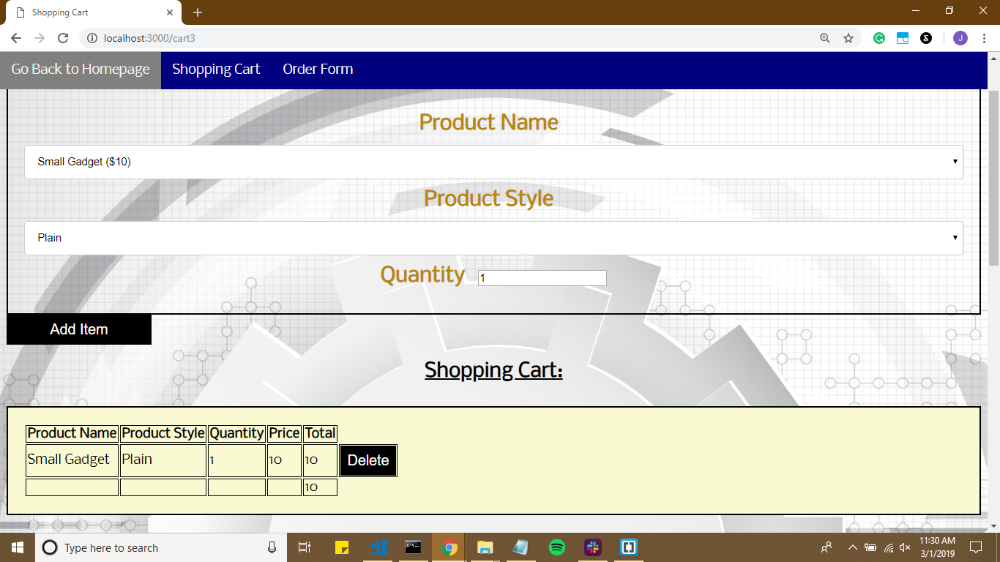 Shopping Cart
localhost:3000/cart3
J
Go Back to Homepage Shopping Cart Order Form
Product Name
Small Gadget ($10)
Product Style
Plain
Quantity 1
Add Item
Shopping Cart:
Product Name Product Style Quantity Price Total
Small Gadget Plain 1 10 10 Delete
10
Type here to search
11:30 AM
3/1/2019